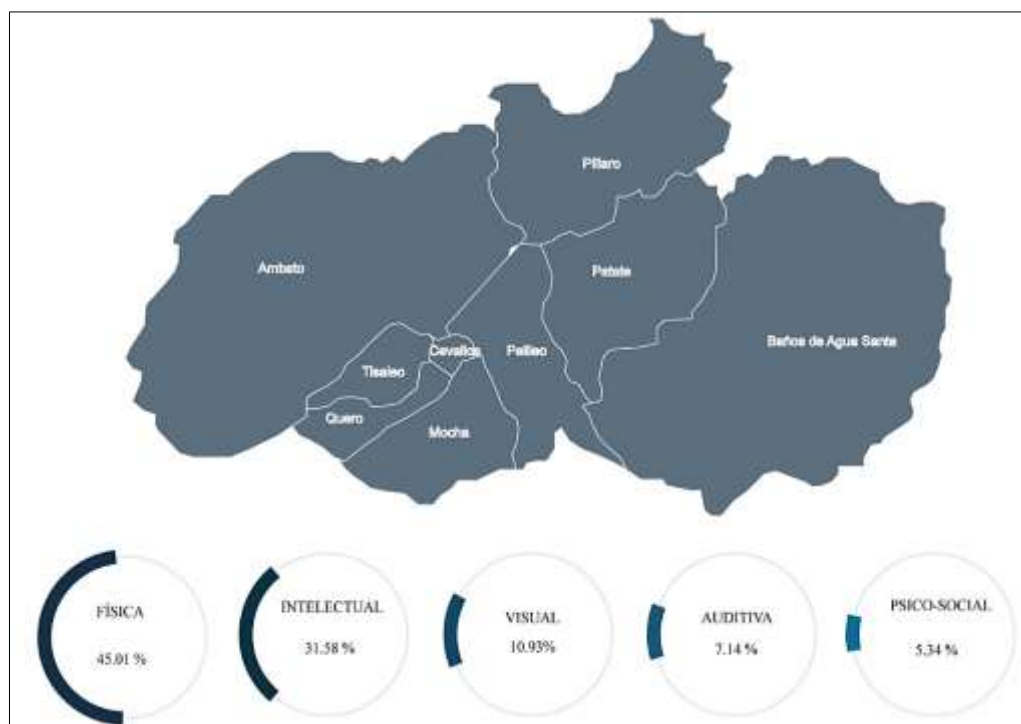 Píllaro
Ambato
Patate
Baños de Agua Santa
Cevallos
Pelileo
Tisaleo
Quero
Mocha
FÍSICA
45.01 %
INTELECTUAL
31.58 %
VISUAL
10.93%
AUDITIVA
7.14 %
PSICO-SOCIAL
5.34 %